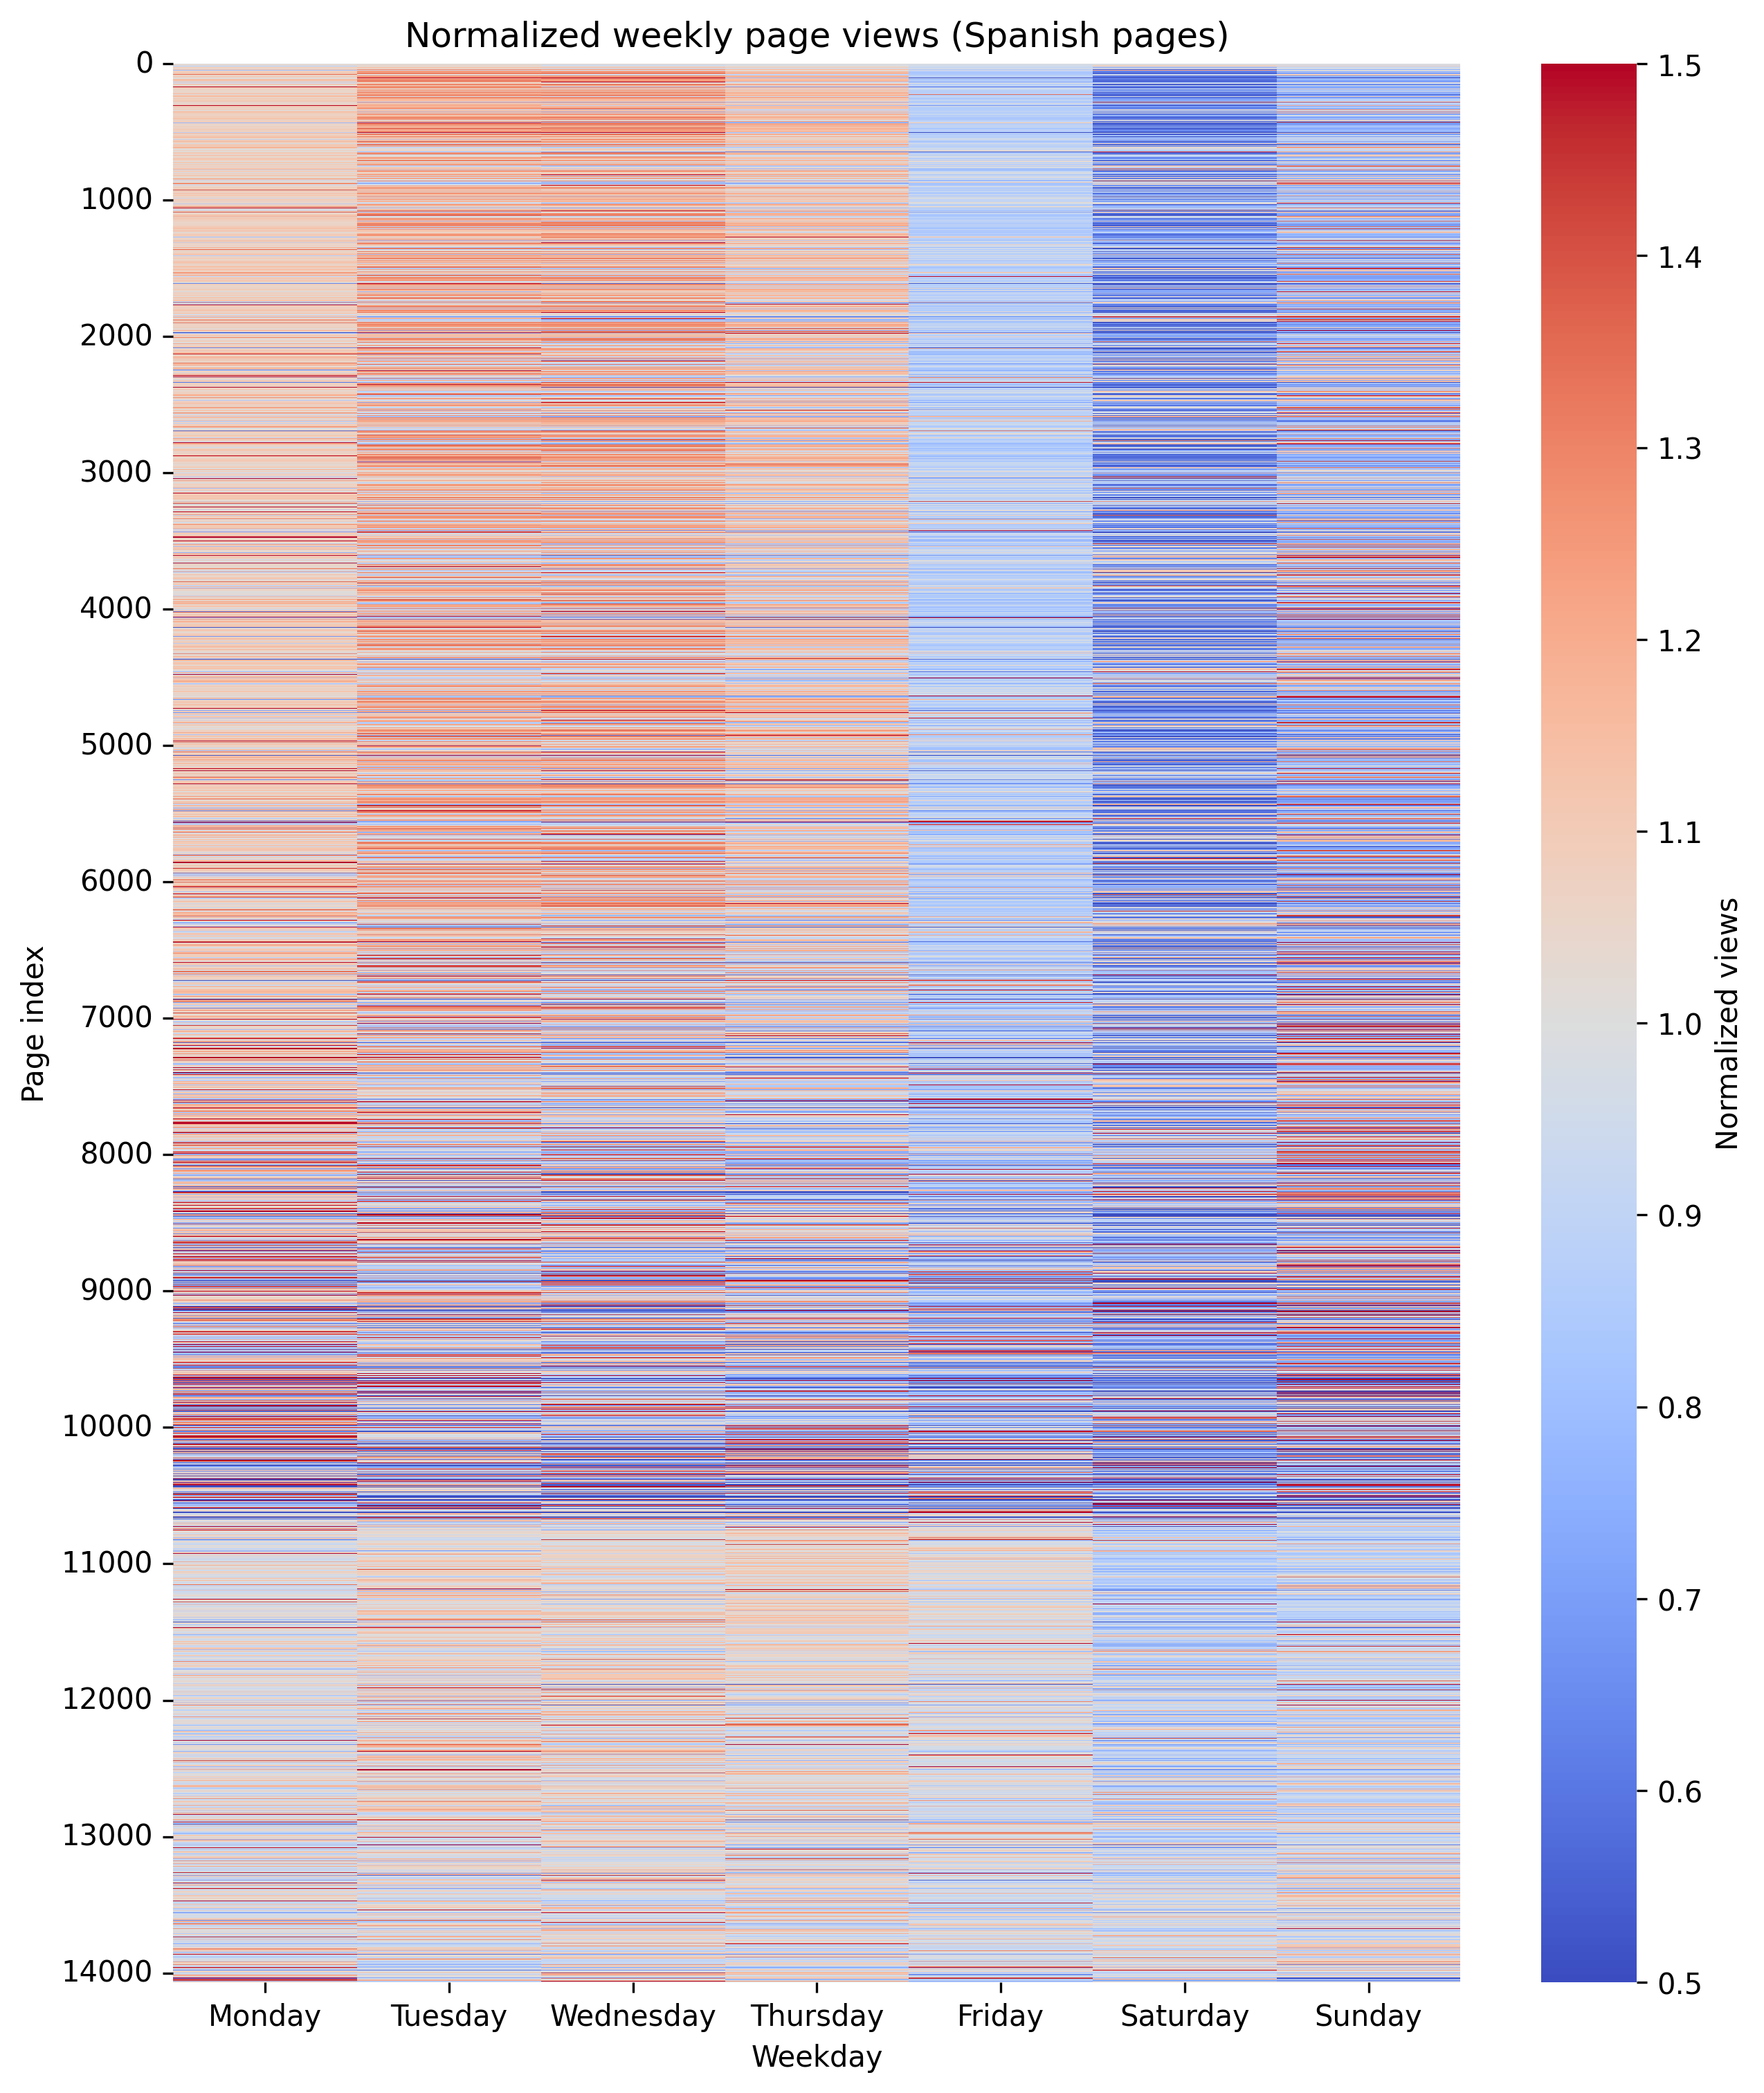 Normalized weekly page views (Spanish pages)
0
1000
2000
3000
4000
5000
6000
7000
8000
9000
10000
11000
12000
13000
14000
Page index
Monday
Tuesday
Wednesday
Thursday
Friday
Saturday
Sunday
Weekday
1.5
1.4
1.3
1.2
1.1
1.0
0.9
0.8
0.7
0.6
0.5
Normalized views